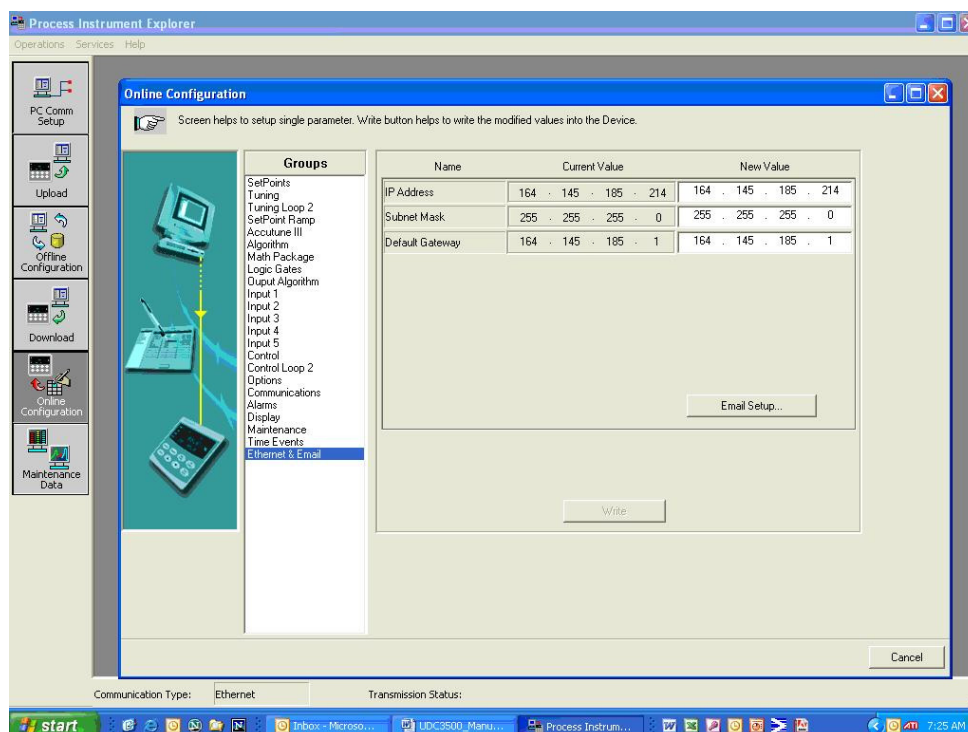 Process Instrument Explorer
Operations Services Help
PC Comm
Setup
Upload
Offline
Configuration
Download
Online
Configuration
Maintenance
Data
Online Configuration
Screen helps to setup single parameter. Write button helps to write the modified values into the Device.
Groups
SetPoints
Tuning
Tuning Loop 2
SetPoint Ramp
Accutune III
Algorithm
Math Package
Logic Gates
Ouput Algorithm
Input 1
Input 2
Input 3
Input 4
Input 5
Control
Control Loop 2
Options
Communications
Alarms
Display
Maintenance
Time Events
Ethernet & Email
Name Current Value New Value
IP Address 164 . 145 . 185 . 214 164 . 145 . 185 . 214
Subnet Mask 255 . 255 . 255 . 0 255 . 255 . 255 . 0
Default Gateway 164 . 145 . 185 . 1 164 . 145 . 185 . 1
Email Setup...
Write
Cancel
Communication Type: Ethernet Transmission Status:
start Inbox - Microso... UDC3500_Manu... Process Instrum... 7:25 AM